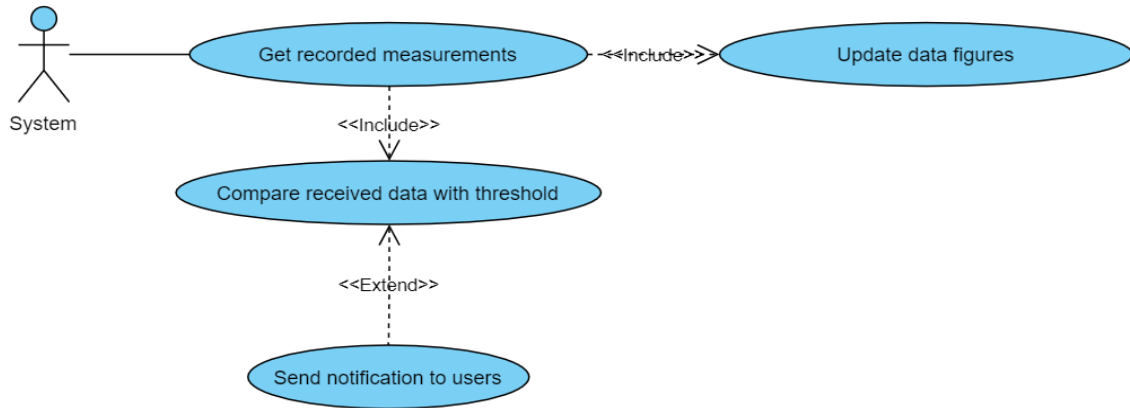 Get recorded measurements
<<Include>>
Update data figures
System
<<Include>>
Compare received data with threshold
<<Extend>>
Send notification to users